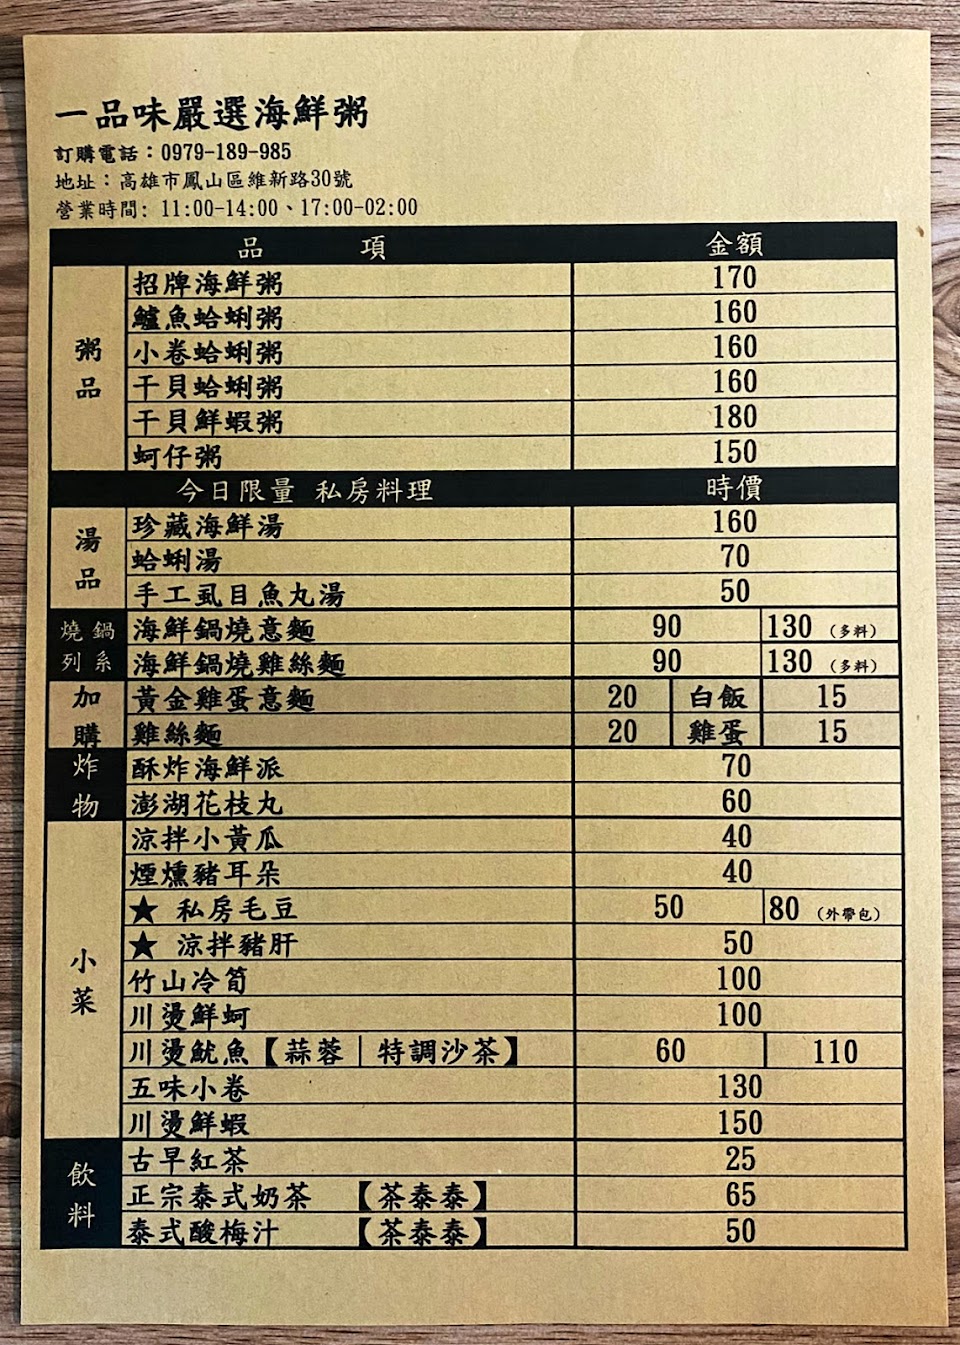 一品味嚴選海鮮粥
訂購電話：0979-189-985
地址：高雄市鳳山區維新路30號
營業時間: 11:00-14:00、17:00-02:00
品 項 金額
粥品
招牌海鮮粥 170
鱸魚蛤蜊粥 160
小卷蛤蜊粥 160
干貝蛤蜊粥 160
干貝鮮蝦粥 180
蚵仔粥 150
今日限量 私房料理 時價
湯品
珍藏海鮮湯 160
蛤蜊湯 70
手工虱目魚丸湯 50
燒鍋
列系
海鮮鍋燒意麵 90 130 (多料)
海鮮鍋燒雞絲麵 90 130 (多料)
加購
黃金雞蛋意麵 20 白飯 15
雞絲麵 20 雞蛋 15
炸物
酥炸海鮮派 70
澎湖花枝丸 60
小菜
涼拌小黃瓜 40
煙燻豬耳朵 40
★ 私房毛豆 50 80 (外帶包)
★ 涼拌豬肝 50
竹山冷筍 100
川燙鮮蚵 100
川燙魷魚【蒜蓉｜特調沙茶】 60 110
五味小卷 130
川燙鮮蝦 150
飲料
古早紅茶 25
正宗泰式奶茶 【茶泰泰】 65
泰式酸梅汁 【茶泰泰】 50